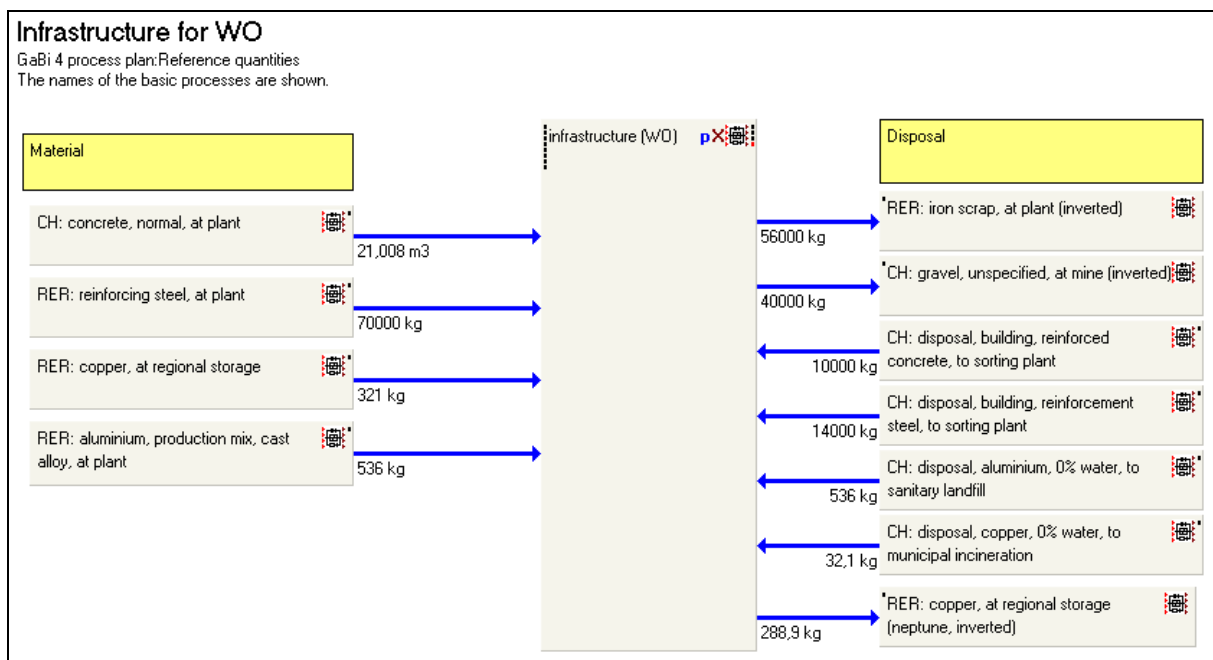 Infrastructure for WO
GaBi 4 process plan:Reference quantities
The names of the basic processes are shown.
Material
CH: concrete, normal, at plant
21,008 m3
RER: reinforcing steel, at plant
70000 kg
RER: copper, at regional storage
321 kg
RER: aluminium, production mix, cast
alloy, at plant
536 kg
infrastructure (WO) pX
Disposal
RER: iron scrap, at plant (inverted)
56000 kg
CH: gravel, unspecified, at mine (inverted)
40000 kg
CH: disposal, building, reinforced
concrete, to sorting plant
10000 kg
CH: disposal, building, reinforcement
steel, to sorting plant
14000 kg
CH: disposal, aluminium, 0% water, to
sanitary landfill
536 kg
CH: disposal, copper, 0% water, to
municipal incineration
32,1 kg
RER: copper, at regional storage
(neptune, inverted)
288,9 kg